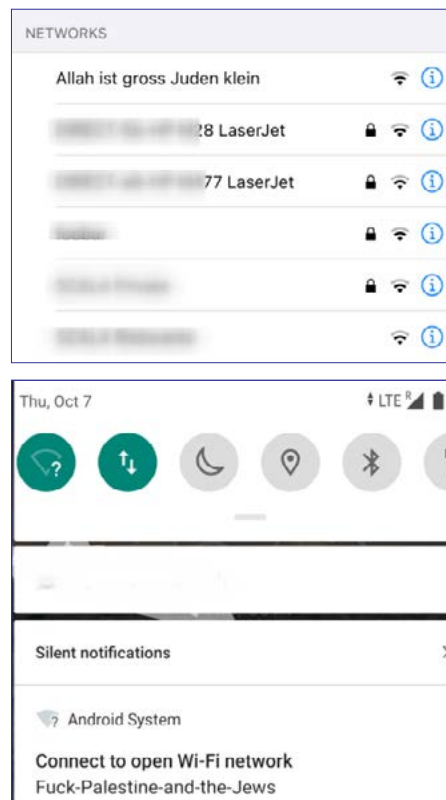 NETWORKS
Allah ist gross Juden klein
28 LaserJet
77 LaserJet
Thu, Oct 7
LTE R
Silent notifications
Android System
Connect to open Wi-Fi network
Fuck-Palestine-and-the-Jews